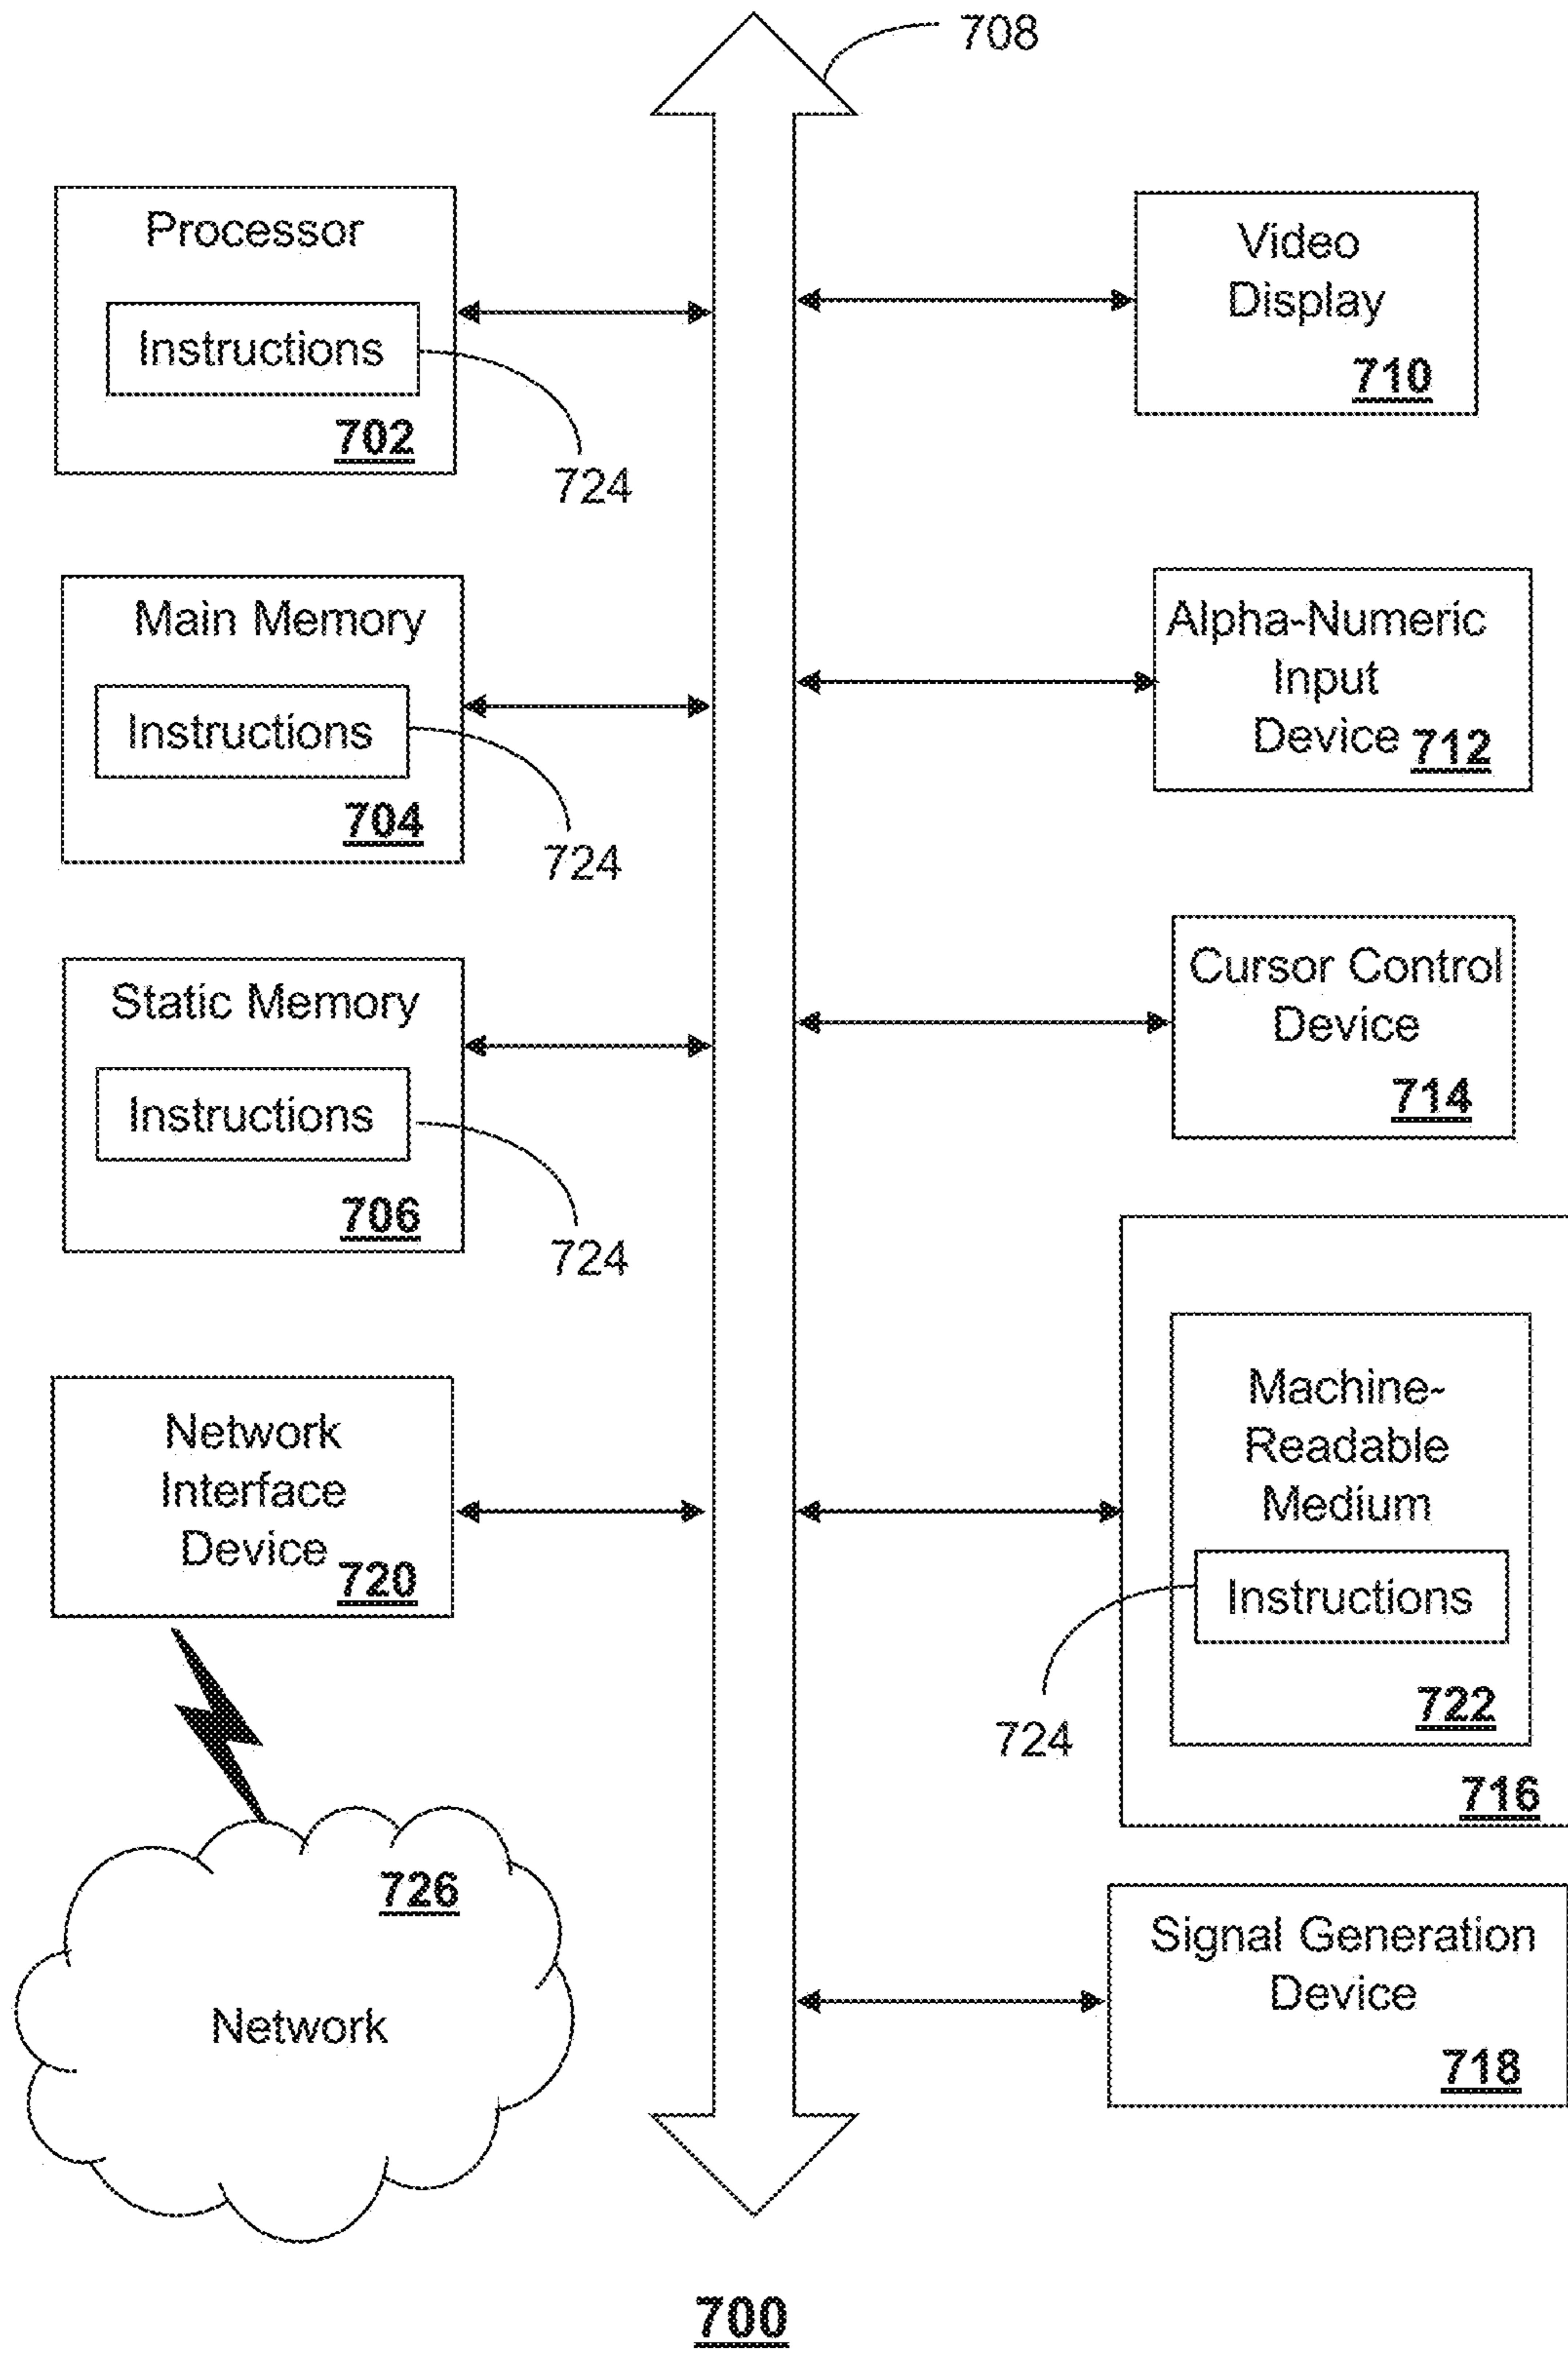 708
Processor
Instructions
702
724
Main Memory
Instructions
704
724
Static Memory
Instructions
706
724
Network
Interface
Device
720
726
Network
Video
Display
710
Alpha-Numeric
Input
Device 712
Cursor Control
Device
714
Machine-
Readable
Medium
Instructions
724
722
716
Signal Generation
Device
718
700